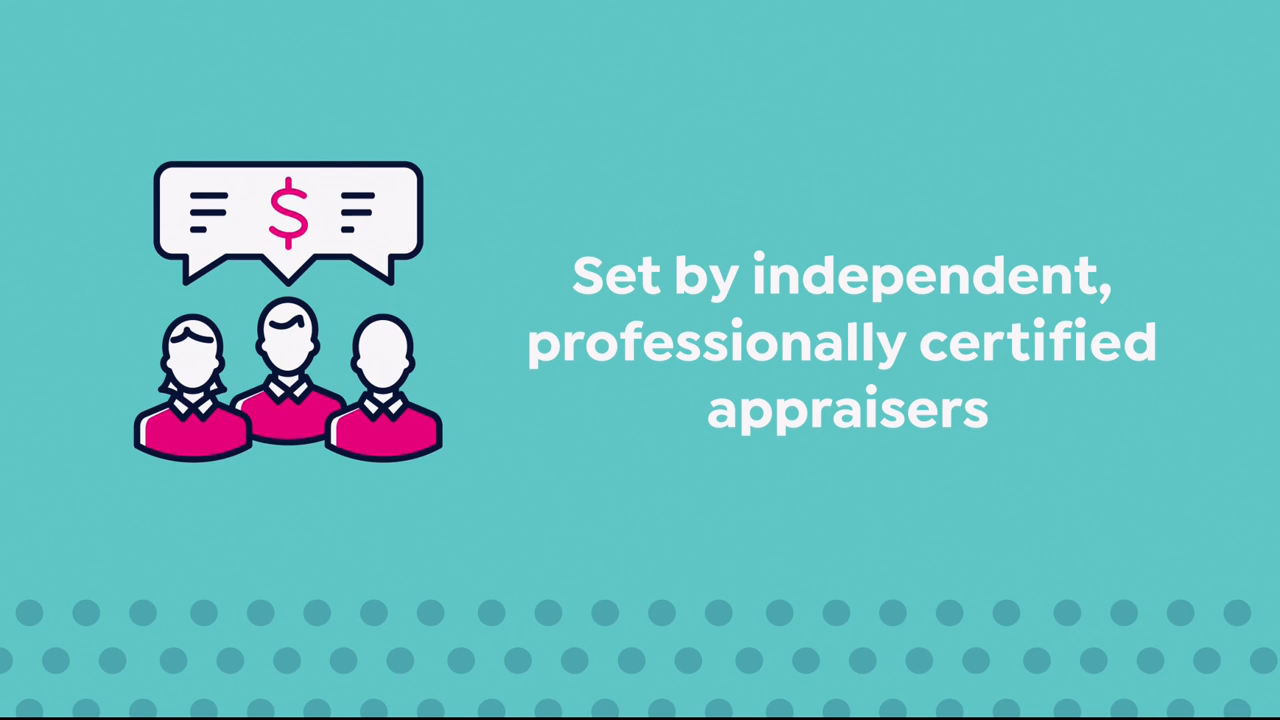 $
Set by independent,
professionally certified
appraisers